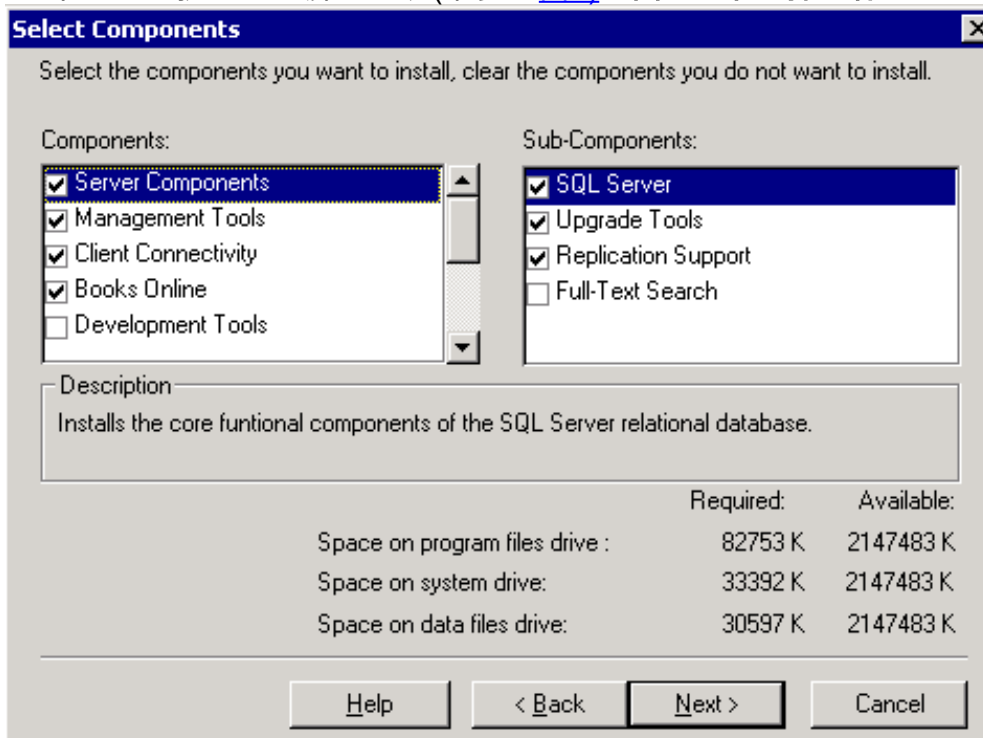 Select Components
Select the components you want to install, clear the components you do not want to install.
Components:
Server Components
Management Tools
Client Connectivity
Books Online
Development Tools
Sub-Components:
SQL Server
Upgrade Tools
Replication Support
Full-Text Search
Description
Installs the core funtional components of the SQL Server relational database.
Required: Available:
Space on program files drive : 82753 K 2147483 K
Space on system drive: 33392 K 2147483 K
Space on data files drive: 30597 K 2147483 K
Help < Back Next > Cancel